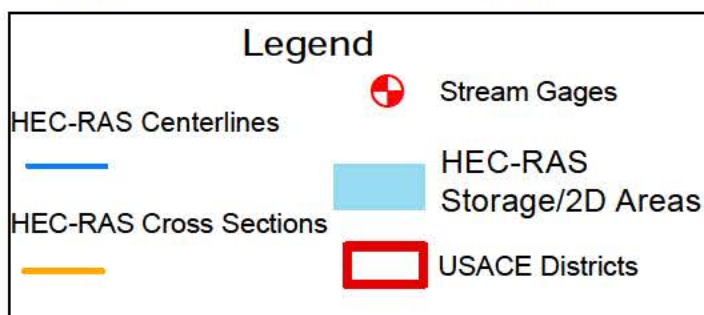 Legend
Stream Gages
HEC-RAS Centerlines
HEC-RAS
Storage/2D Areas
HEC-RAS Cross Sections
USACE Districts